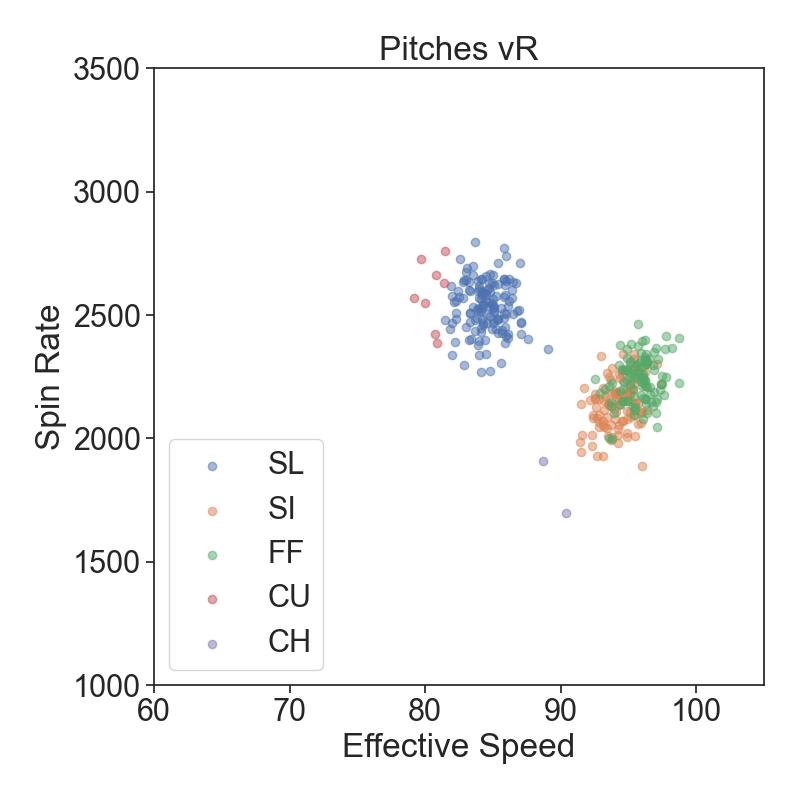 Pitches vR
3500
3000
2500
2000
1500
1000
Spin Rate
SL
SI
FF
CU
CH
60 70 80 90 100
Effective Speed